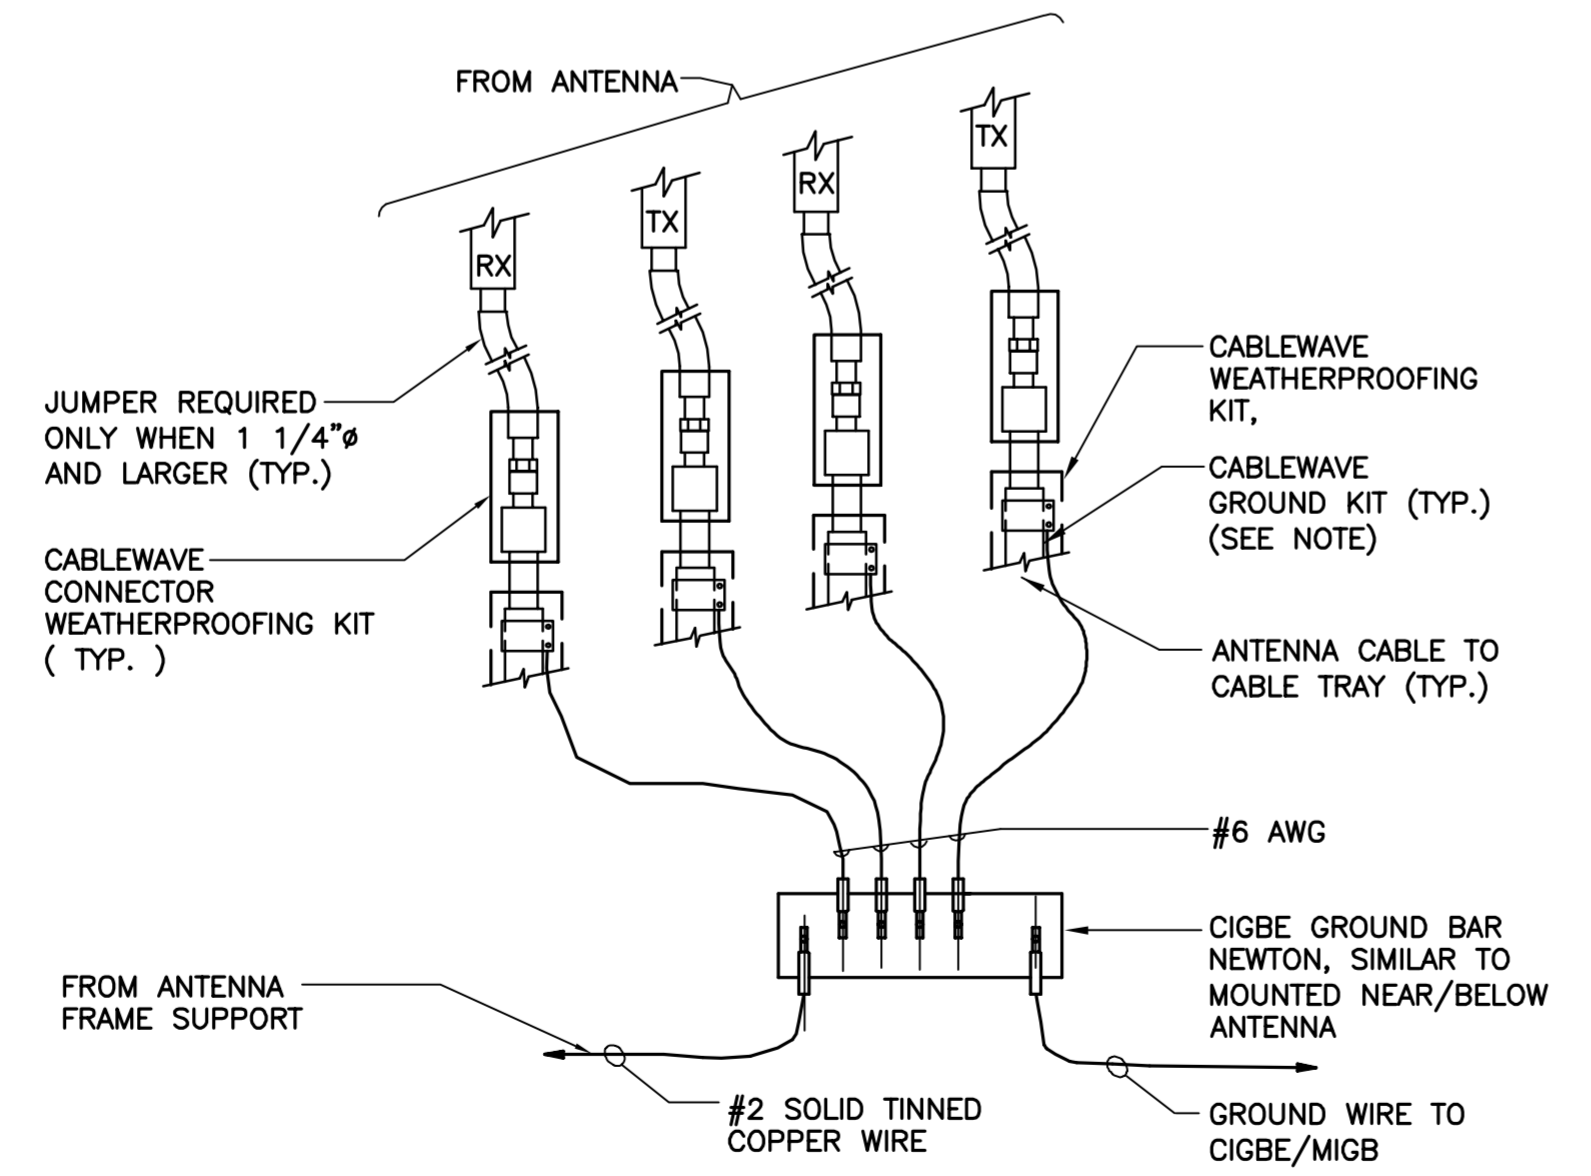 FROM ANTENNA
TX
RX
TX
RX
JUMPER REQUIRED
ONLY WHEN 1 1/4"ø
AND LARGER (TYP.)
CABLEWAVE
CONNECTOR
WEATHERPROOFING KIT
( TYP. )
CABLEWAVE
WEATHERPROOFING
KIT,
CABLEWAVE
GROUND KIT (TYP.)
(SEE NOTE)
ANTENNA CABLE TO
CABLE TRAY (TYP.)
#6 AWG
CIGBE GROUND BAR
NEWTON, SIMILAR TO
MOUNTED NEAR/BELOW
ANTENNA
FROM ANTENNA
FRAME SUPPORT
#2 SOLID TINNED
COPPER WIRE
GROUND WIRE TO
CIGBE/MIGB